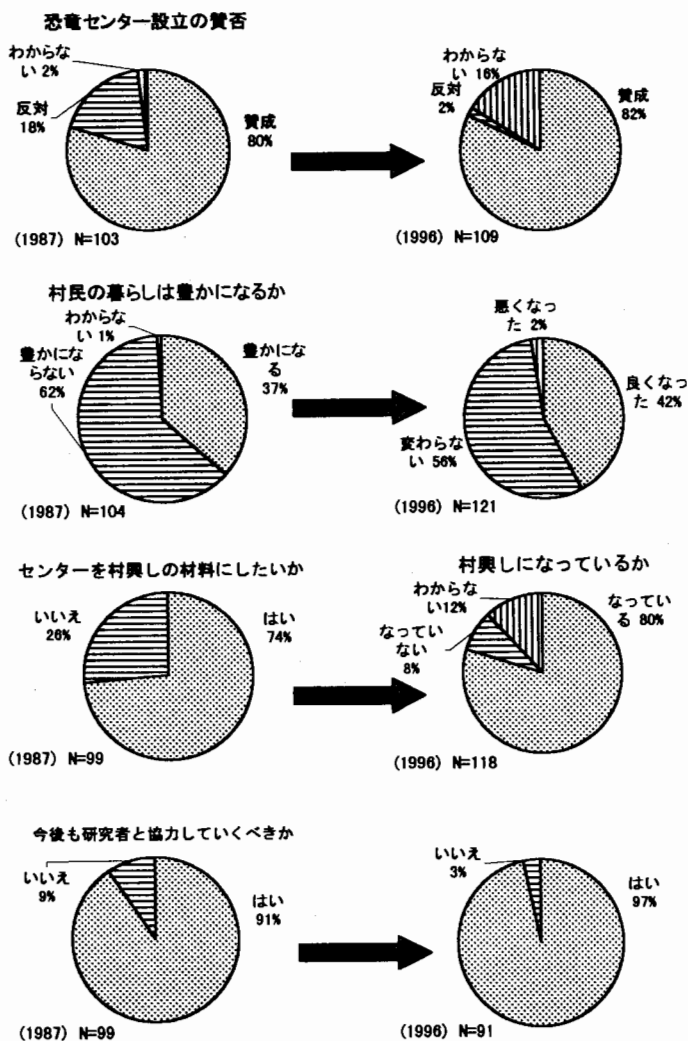 恐竜センター設立の賛否
わからな
い 2%
反対
18%
賛成
80%
(1987) N=103
わからな
い 16%
反対
2%
賛成
82%
(1996) N=109
村民の暮らしは豊かになるか
わからな
い 1%
豊かにな
らない
62%
豊かにな
る
37%
(1987) N=104
悪くなっ
た 2%
変わらな
い 56%
良くなっ
た 42%
(1996) N=121
センターを村興しの材料にしたいか
いいえ
26%
はい
74%
(1987) N=99
村興しになっているか
わからな
い12%
なってい
ない
8%
なってい
る 80%
(1996) N=118
今後も研究者と協力していくべきか
いいえ
9%
はい
91%
(1987) N=99
いいえ
3%
はい
97%
(1996) N=91